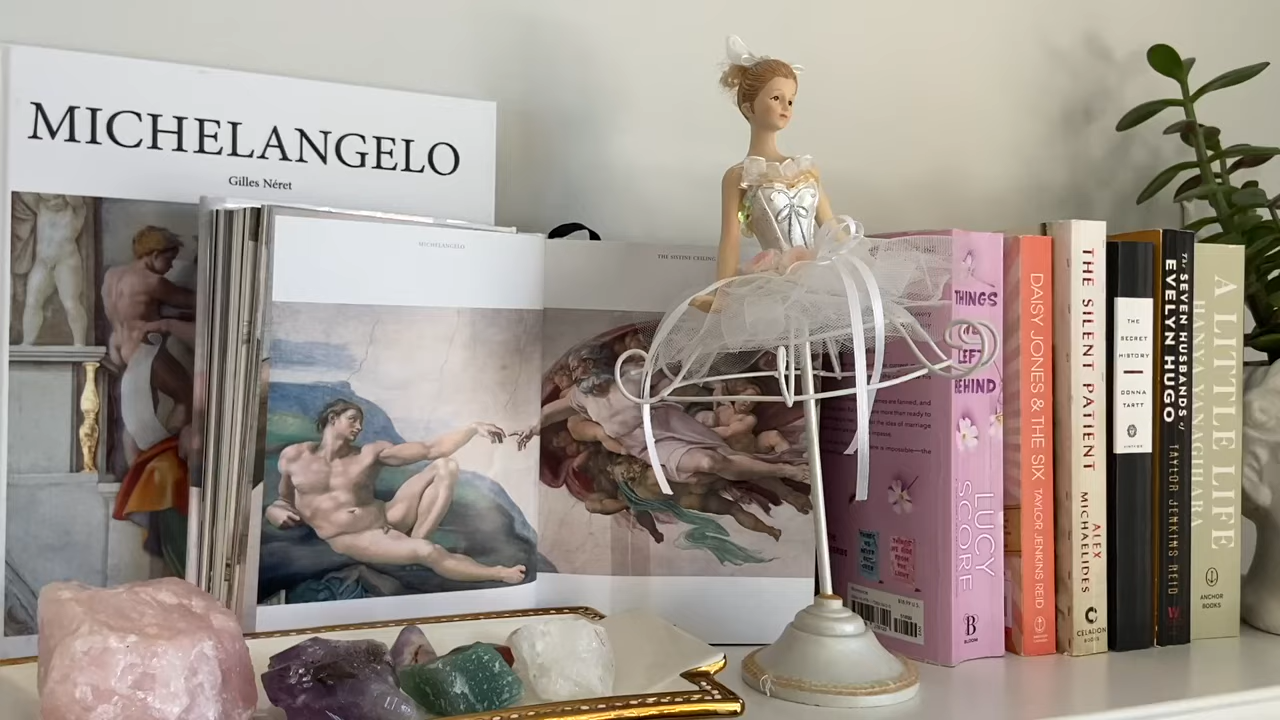 MICHELANGELO
Gilles Néret
MICHELANGELO
THE SISTINE CEILING
THINGS
WE
LEFT
BEHIND
LUCY
SCORE
B
BLOOM
DAISY JONES & THE SIX TAYLOR JENKINS REID
THE SILENT PATIENT
ALEX
MICHAELIDES
CELADON
BOOKS
THE
SECRET
HISTORY
DONNA
TARTT
The SEVEN HUSBANDS of
EVELYN HUGO
TAYLOR JENKINS REID
A LITTLE LIFE
HANYA YANAGIHARA
ANCHOR
BOOKS